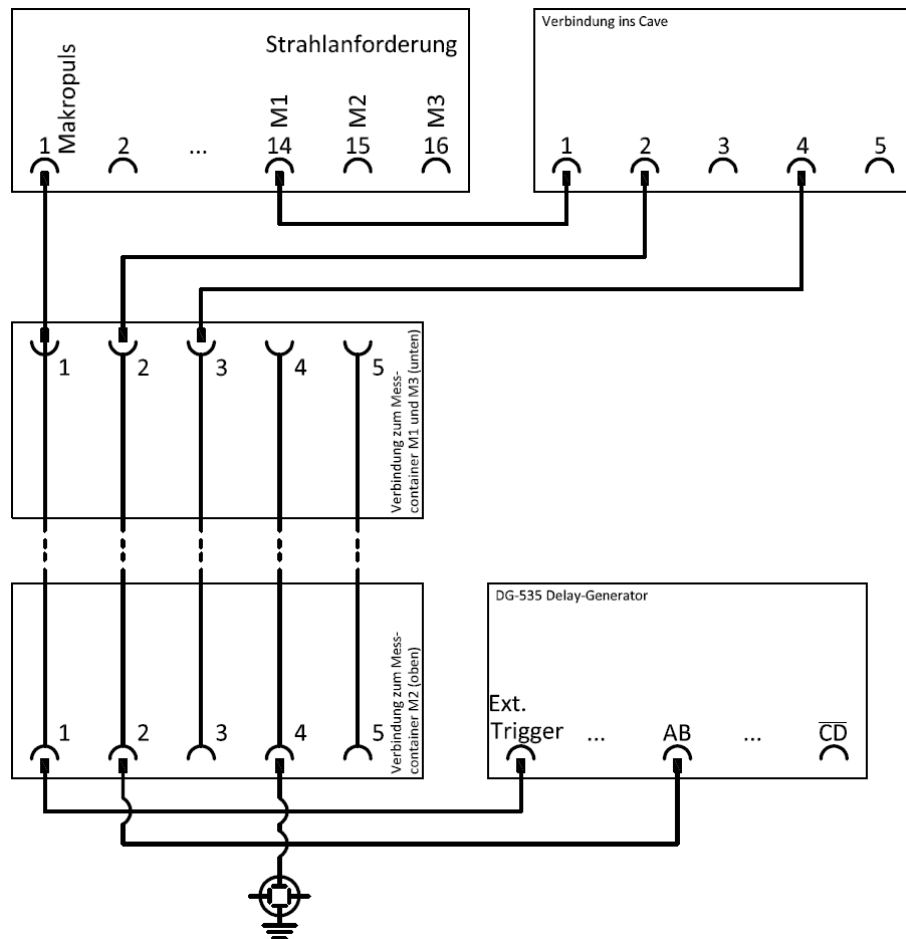 Strahlanforderung
Makropuls
M1
M2
M3
1 2 ... 14 15 16
Verbindung ins Cave
1 2 3 4 5
1 2 3 4 5
Verbindung zum Mess-
container M1 und M3 (unten)
1 2 3 4 5
Verbindung zum Mess-
container M2 (oben)
DG-535 Delay-Generator
Ext.
Trigger ... AB ... CD